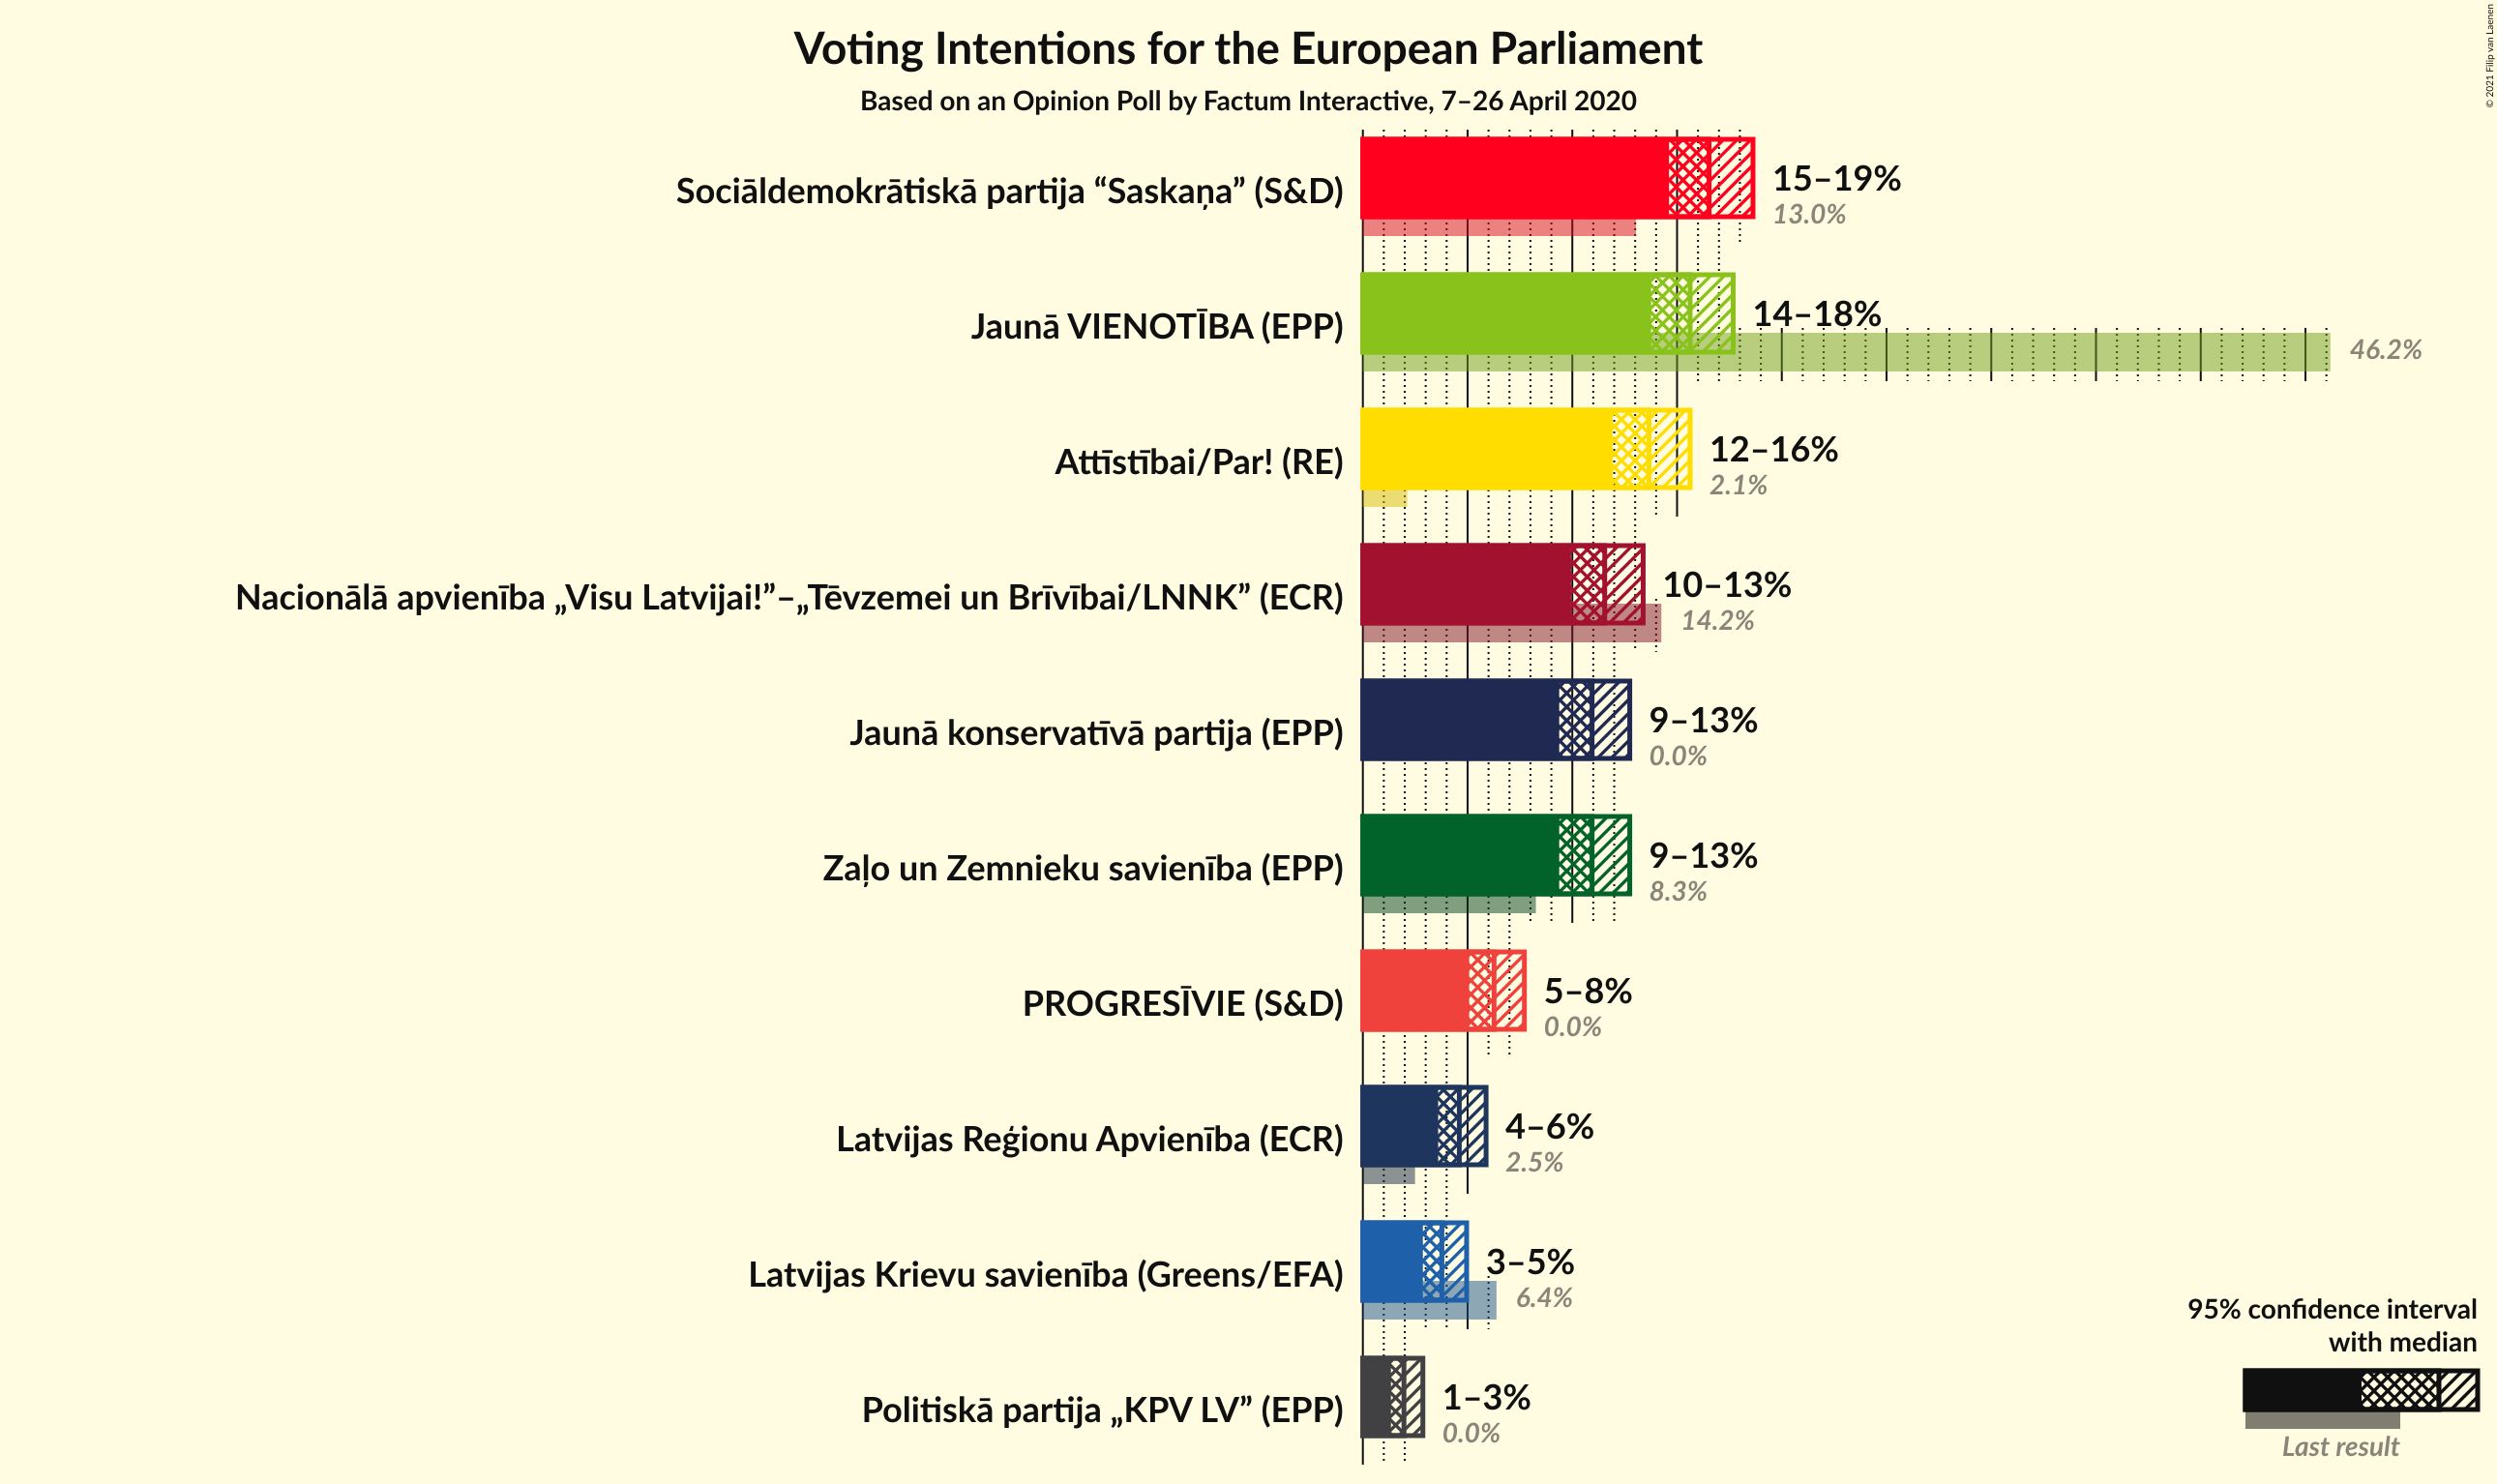 Voting Intentions for the European Parliament
Based on an Opinion Poll by Factum Interactive, 7–26 April 2020
© 2021 Filip van Laenen
Sociāldemokrātiskā partija “Saskaņa” (S&D)
15–19%
13.0%
Jaunā VIENOTĪBA (EPP)
14–18%
46.2%
Attīstībai/Par! (RE)
12–16%
2.1%
Nacionālā apvienība „Visu Latvijai!”–„Tēvzemei un Brīvībai/LNNK” (ECR)
10–13%
14.2%
Jaunā konservatīvā partija (EPP)
9–13%
0.0%
Zaļo un Zemnieku savienība (EPP)
9–13%
8.3%
PROGRESĪVIE (S&D)
5–8%
0.0%
Latvijas Reģionu Apvienība (ECR)
4–6%
2.5%
Latvijas Krievu savienība (Greens/EFA)
3–5%
6.4%
Politiskā partija „KPV LV” (EPP)
1–3%
0.0%
95% confidence interval
with median
Last result